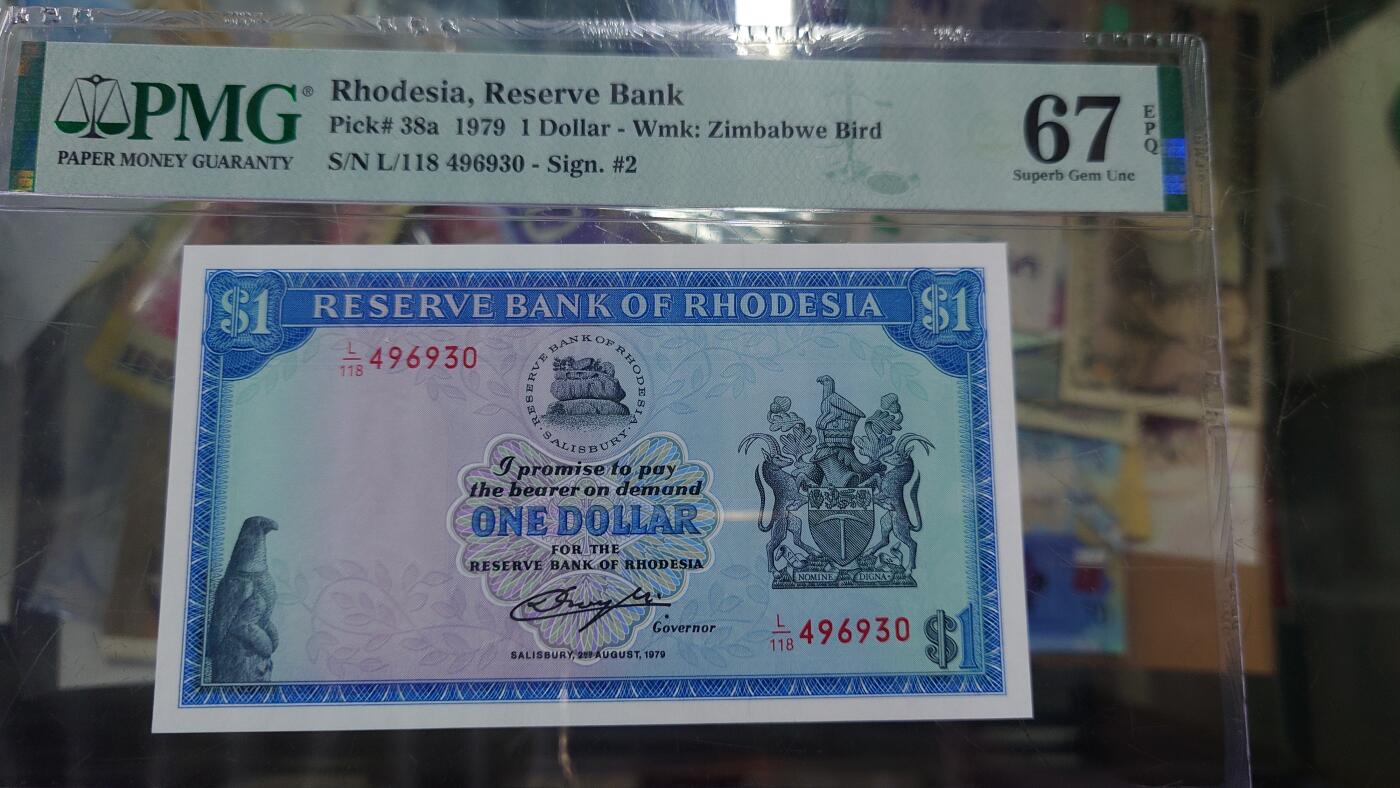 PMG®
PAPER MONEY GUARANTY
Rhodesia, Reserve Bank
Pick# 38a 1979 1 Dollar - Wmk: Zimbabwe Bird
S/N L/118 496930 - Sign. #2
67
EPQ
Superb Gem Unc
$1
RESERVE BANK OF RHODESIA
$1
L/118 496930
RESERVE BANK OF RHODESIA
· SALISBURY ·
I promise to pay
the bearer on demand
ONE DOLLAR
FOR THE
RESERVE BANK OF RHODESIA
Governor
SALISBURY, 2ND AUGUST, 1979
NOMINE DIGNA
L/118 496930
$1